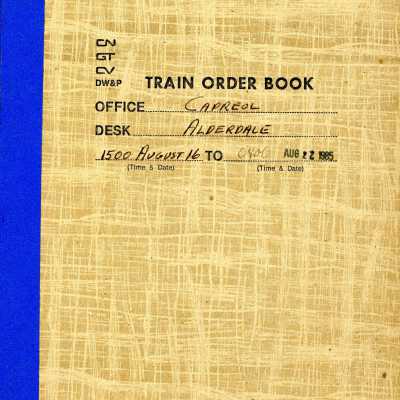 CN
GT
CV
DW&P TRAIN ORDER BOOK
OFFICE CAPREOL
DESK ALDERDALE
1500 AUGUST 16 TO 0400 AUG 22 1985
(Time & Date) (Time & Date)